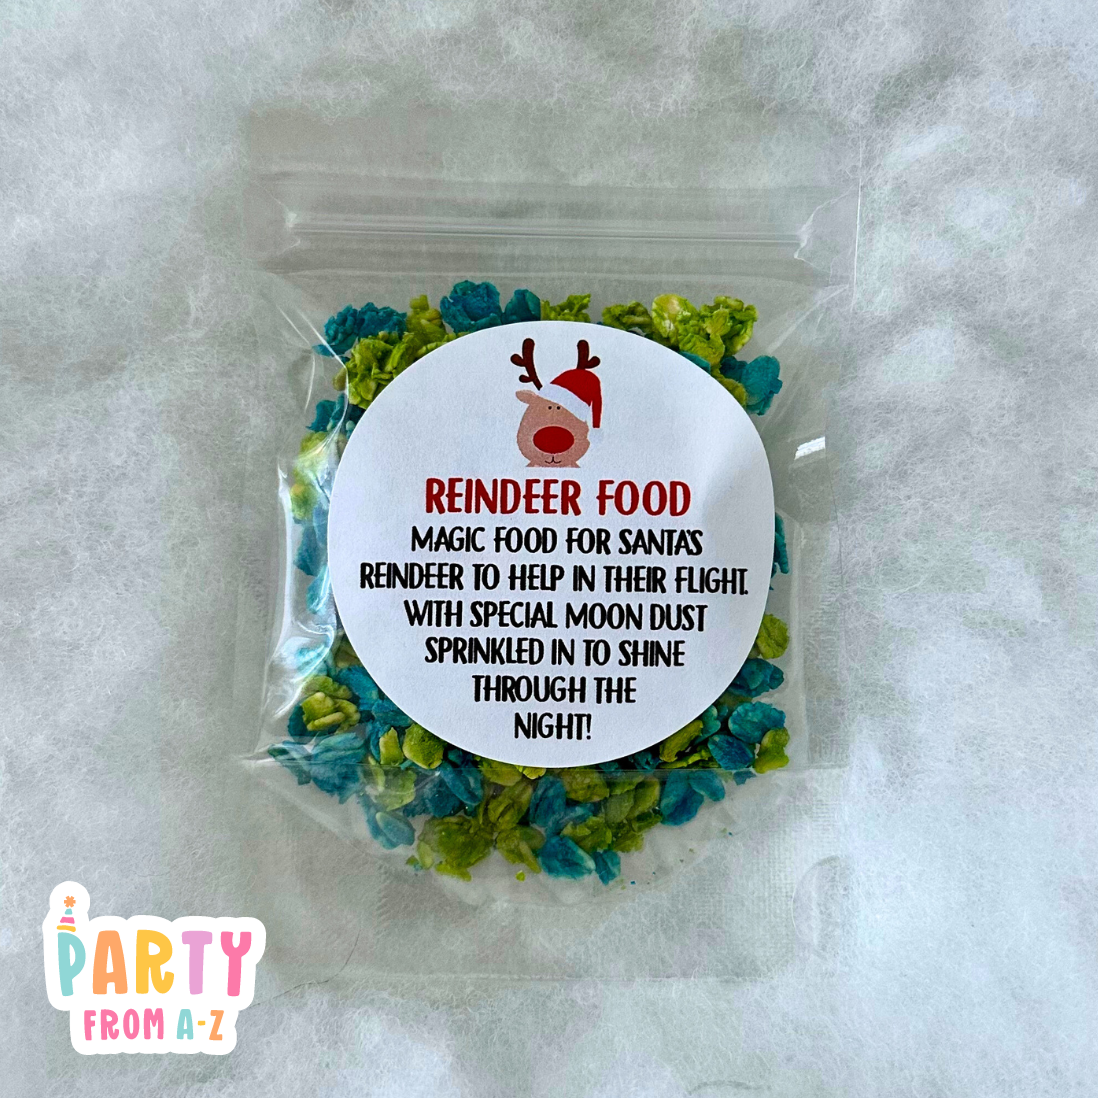 REINDEER FOOD
MAGIC FOOD FOR SANTA'S
REINDEER TO HELP IN THEIR FLIGHT.
WITH SPECIAL MOON DUST
SPRINKLED IN TO SHINE
THROUGH THE
NIGHT!
PARTY
FROM A-Z